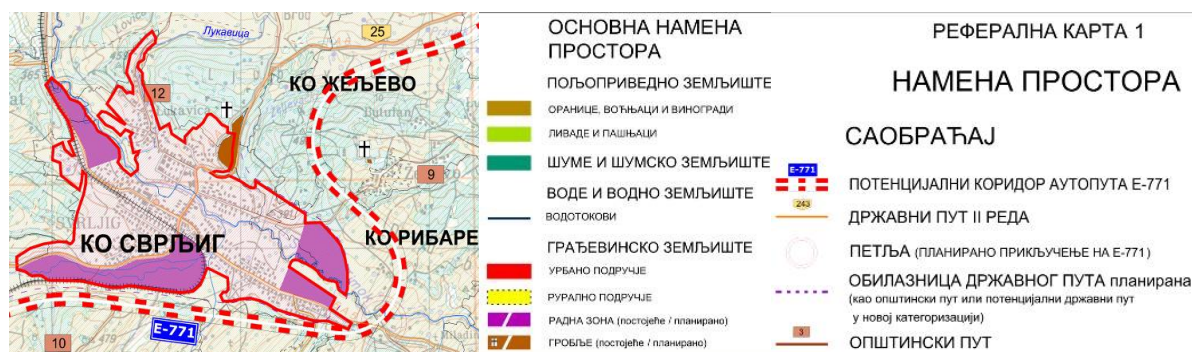 Лукавица
25
КО ЖЕЉЕВО
12
Lukavica
9
SVRLJIG
КО СВРЉИГ
КО РИБАРЕ
E-771
10
ОСНОВНА НАМЕНА
ПРОСТОРА
ПОЉОПРИВЕДНО ЗЕМЉИШТЕ
ОРАНИЦЕ, ВОЋЊАЦИ И ВИНОГРАДИ
ЛИВАДЕ И ПАШЊАЦИ
ШУМЕ И ШУМСКО ЗЕМЉИШТЕ
ВОДЕ И ВОДНО ЗЕМЉИШТЕ
ВОДОТОКОВИ
ГРАЂЕВИНСКО ЗЕМЉИШТЕ
УРБАНО ПОДРУЧЈЕ
РУРАЛНО ПОДРУЧЈЕ
РАДНА ЗОНА (постојеће / планирано)
ГРОБЉЕ (постојеће / планирано)
РЕФЕРАЛНА КАРТА 1
НАМЕНА ПРОСТОРА
САОБРАЋАЈ
E-771
ПОТЕНЦИЈАЛНИ КОРИДОР АУТОПУТА Е-771
243
ДРЖАВНИ ПУТ II РЕДА
ПЕТЉА (ПЛАНИРАНО ПРИКЉУЧЕЊЕ НА Е-771)
ОБИЛАЗНИЦА ДРЖАВНОГ ПУТА планирана
(као општински пут или потенцијални државни пут
у новој категоризацији)
3
ОПШТИНСКИ ПУТ